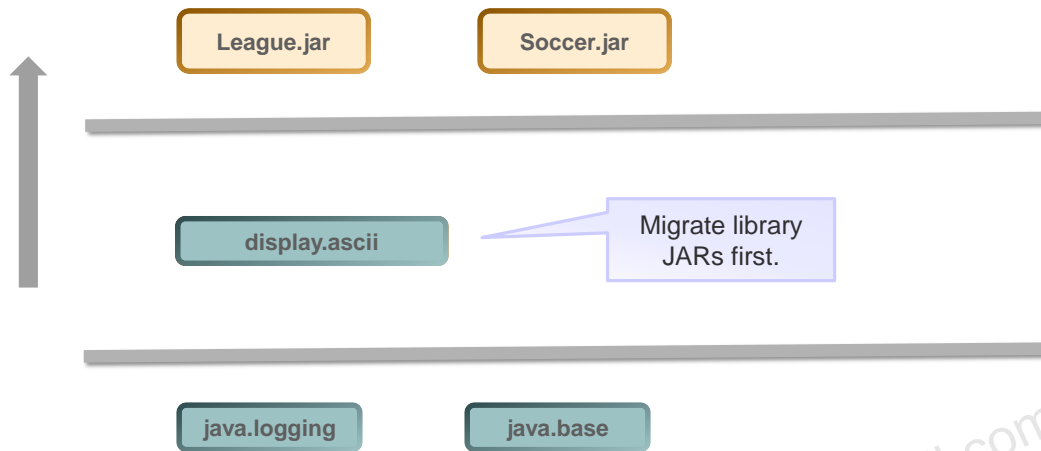 League.jar Soccer.jar
display.ascii
Migrate library
JARs first.
java.logging java.base